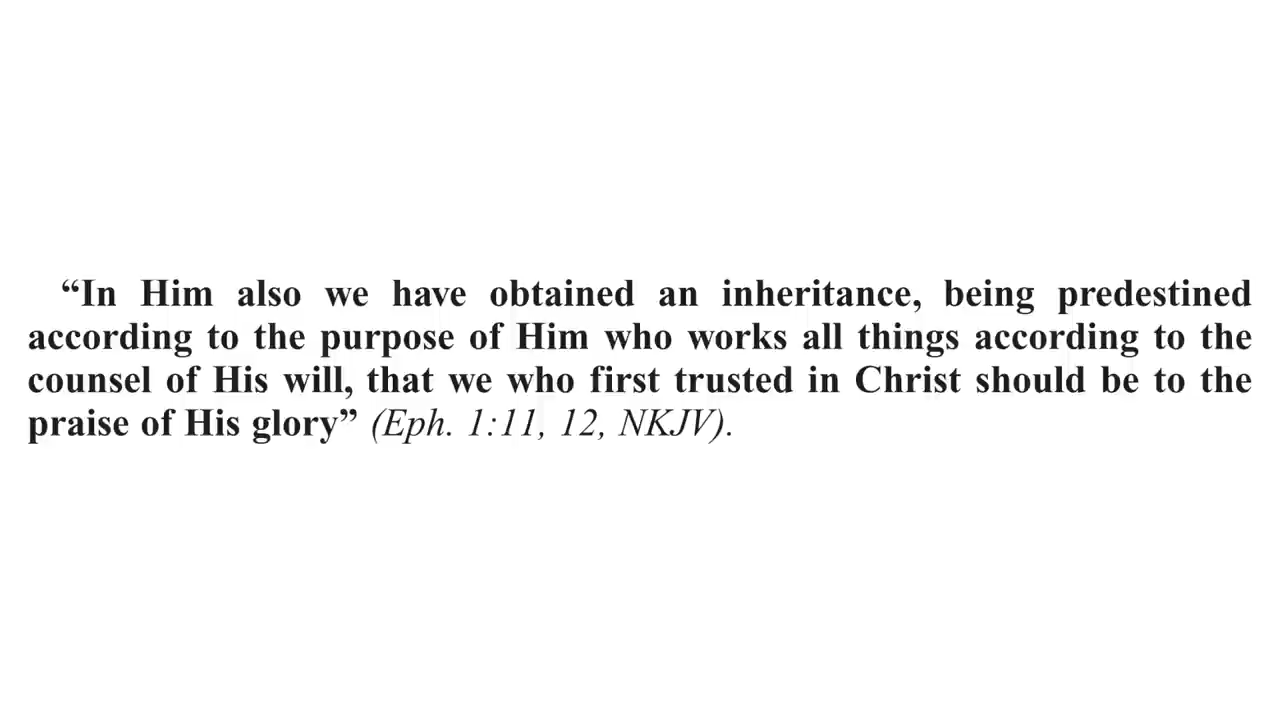 “In Him also we have obtained an inheritance, being predestined
according to the purpose of Him who works all things according to the
counsel of His will, that we who first trusted in Christ should be to the
praise of His glory” (Eph. 1:11, 12, NKJV).